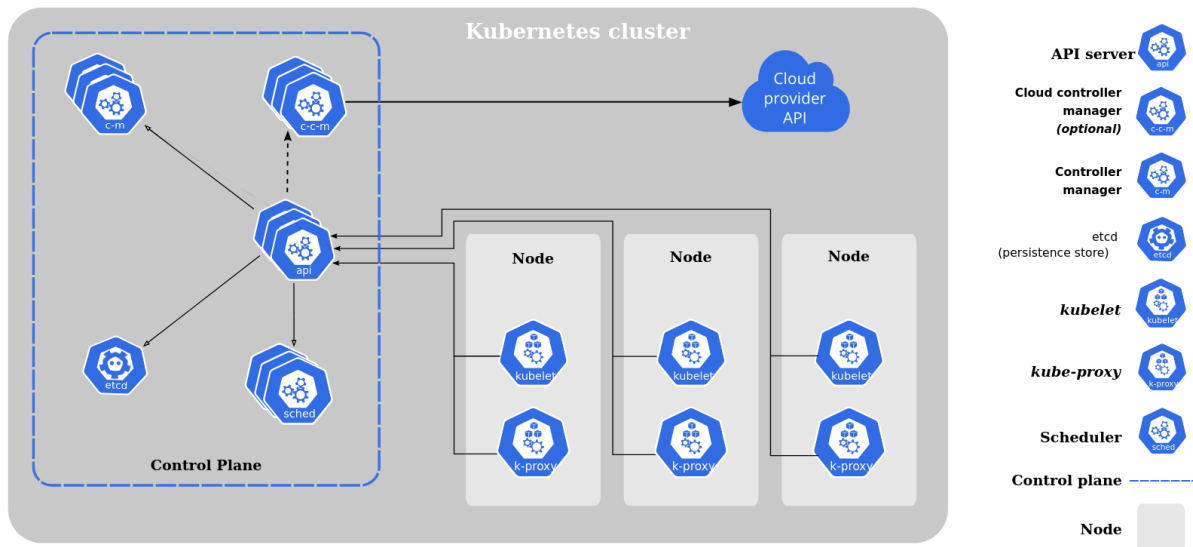 Kubernetes cluster
c-m
c-c-m
Cloud
provider
API
api
etcd
sched
Control Plane
Node
kubelet
k-proxy
Node
kubelet
k-proxy
Node
kubelet
k-proxy
API server
api
Cloud controller
manager
(optional)
c-c-m
Controller
manager
c-m
etcd
(persistence store)
etcd
kubelet
kubelet
kube-proxy
k-proxy
Scheduler
sched
Control plane
Node